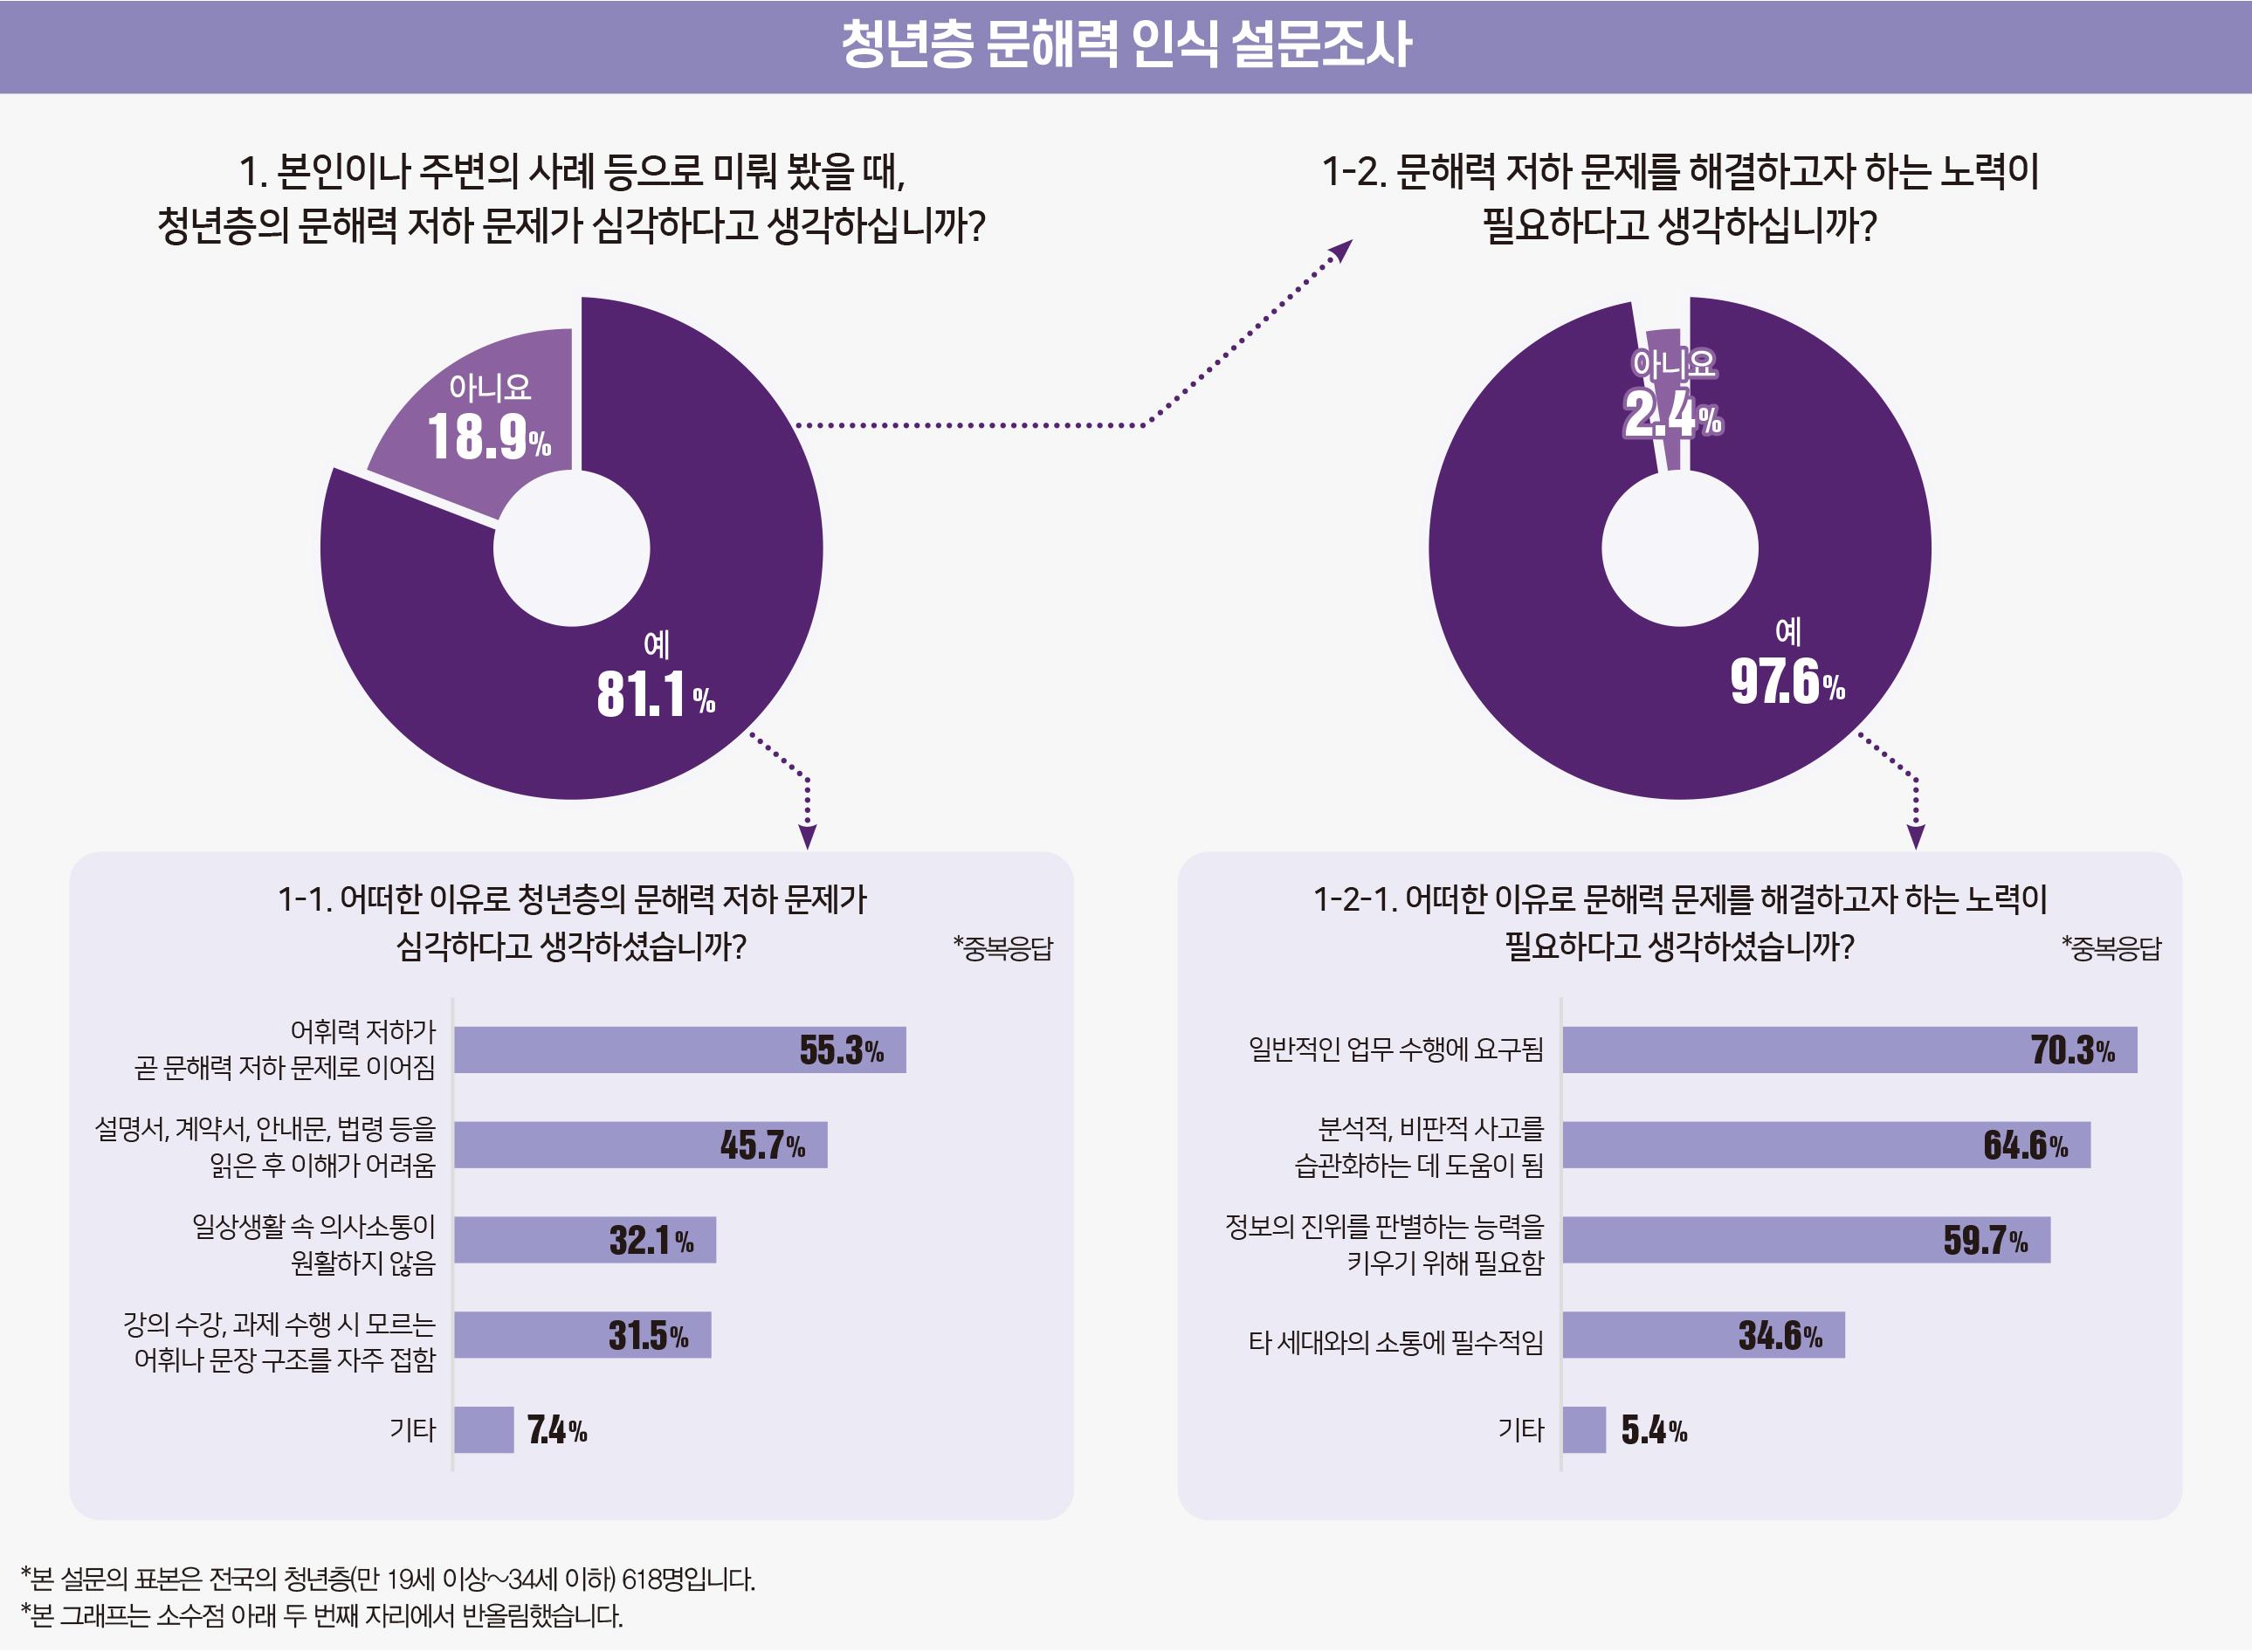 청년층 문해력 인식 설문조사
1. 본인이나 주변의 사례 등으로 미뤄 봤을 때,
청년층의 문해력 저하 문제가 심각하다고 생각하십니까?
아니요
18.9%
예
81.1%
1-2. 문해력 저하 문제를 해결하고자 하는 노력이
필요하다고 생각하십니까?
아니요
2.4%
예
97.6%
1-1. 어떠한 이유로 청년층의 문해력 저하 문제가
심각하다고 생각하셨습니까?
*중복응답
어휘력 저하가
곧 문해력 저하 문제로 이어짐
55.3%
설명서, 계약서, 안내문, 법령 등을
읽은 후 이해가 어려움
45.7%
일상생활 속 의사소통이
원활하지 않음
32.1%
강의 수강, 과제 수행 시 모르는
어휘나 문장 구조를 자주 접함
31.5%
기타
7.4%
1-2-1. 어떠한 이유로 문해력 문제를 해결하고자 하는 노력이
필요하다고 생각하셨습니까?
*중복응답
일반적인 업무 수행에 요구됨
70.3%
분석적, 비판적 사고를
습관화하는 데 도움이 됨
64.6%
정보의 진위를 판별하는 능력을
키우기 위해 필요함
59.7%
타 세대와의 소통에 필수적임
34.6%
기타
5.4%
*본 설문의 표본은 전국의 청년층(만 19세 이상~34세 이하) 618명입니다.
*본 그래프는 소수점 아래 두 번째 자리에서 반올림했습니다.